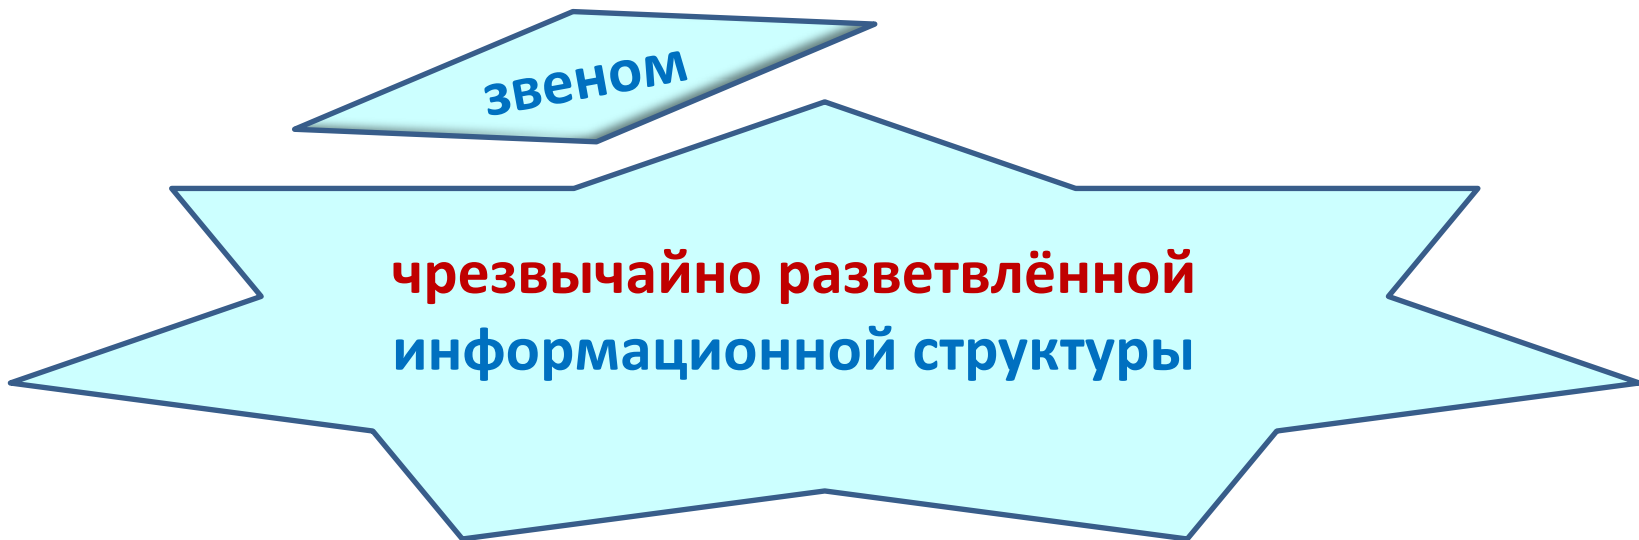 звеном
чрезвычайно разветвлённой
информационной структуры